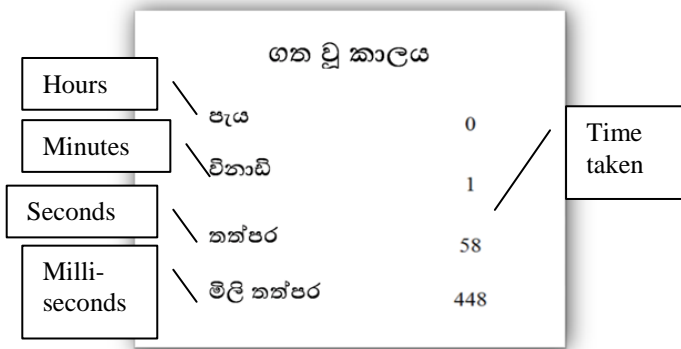 ගත වූ කාලය
Hours
පැය 0
Minutes
විනාඩි 1
Time
taken
Seconds
තත්පර 58
Milli-
seconds
මිලි තත්පර 448